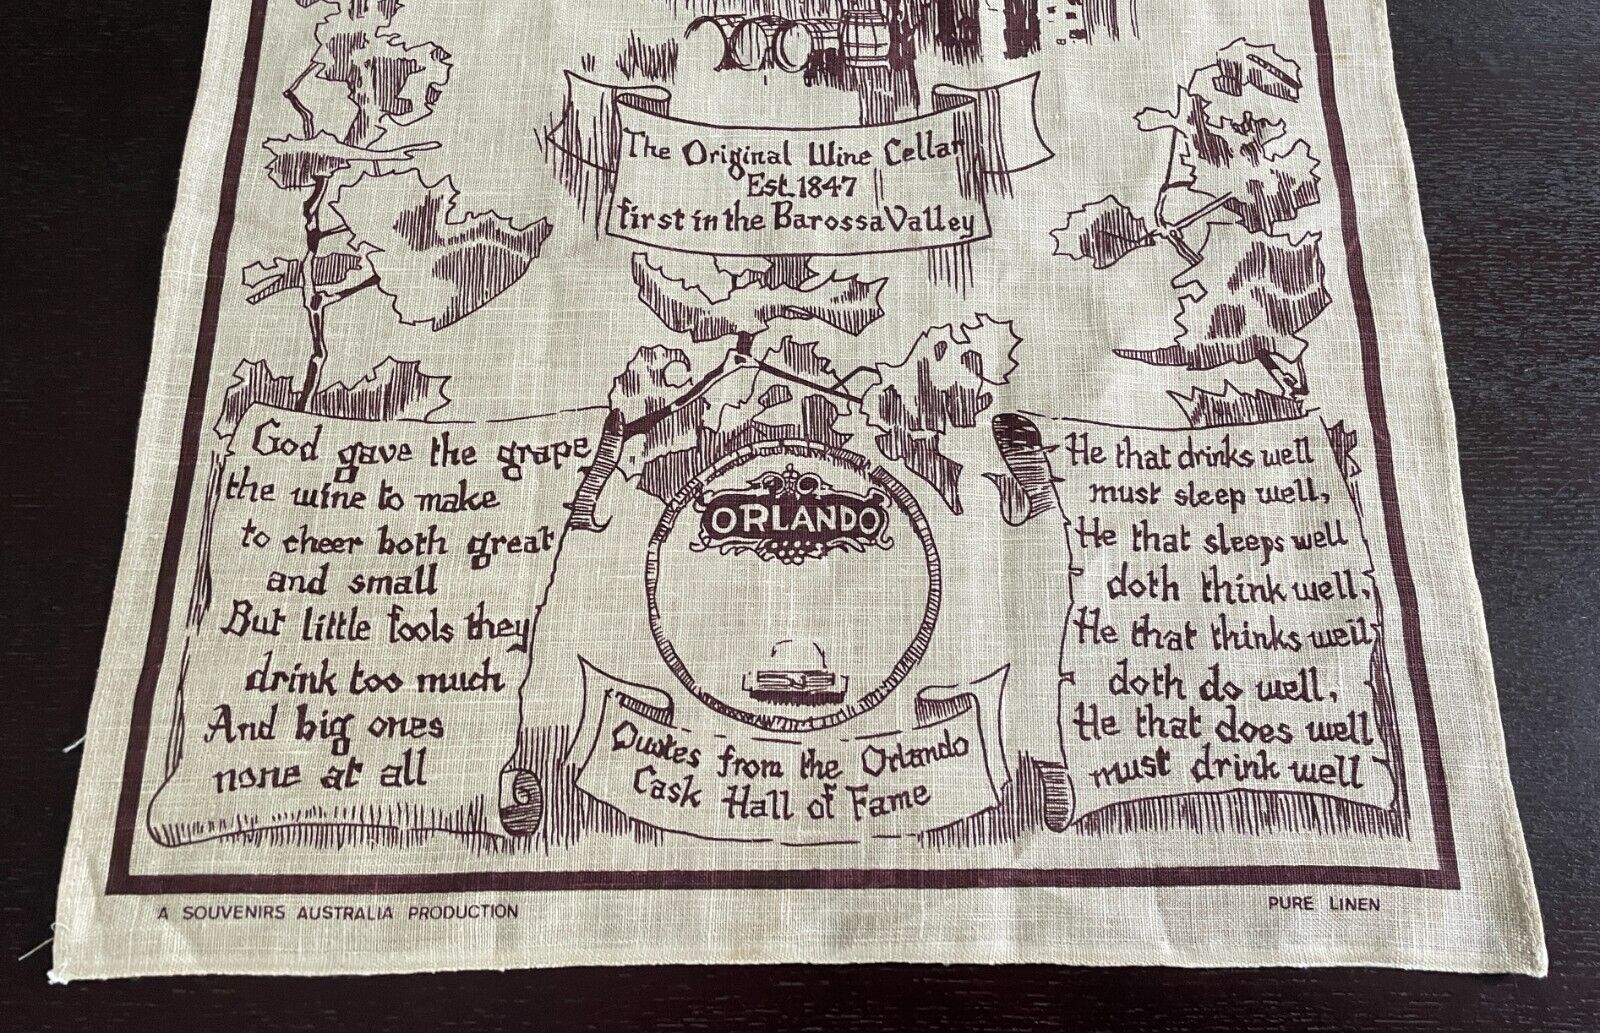 The Original Wine Cellar
Est. 1847
first in the Barossa Valley
God gave the grape
the wine to make
to cheer both great
and small
But little fools they
drink too much
And big ones
none at all
ORLANDO
Quotes from the Orlando
Cask Hall of Fame
He that drinks well
must sleep well,
He that sleeps well
doth think well,
He that thinks well
doth do well,
He that does well
must drink well
A SOUVENIRS AUSTRALIA PRODUCTION
PURE LINEN